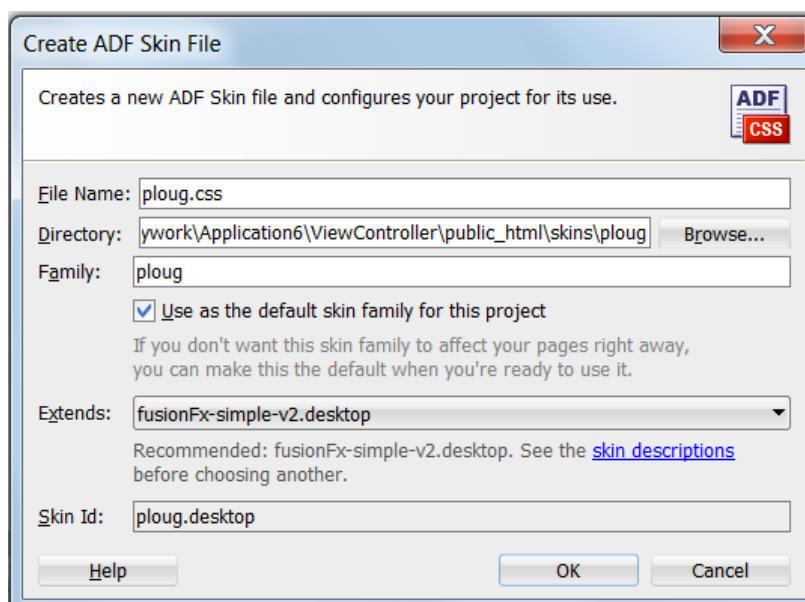 Create ADF Skin File
Creates a new ADF Skin file and configures your project for its use.
ADF
CSS
File Name: ploug.css
Directory: ywork\Application6\ViewController\public_html\skins\ploug Browse...
Family: ploug
Use as the default skin family for this project
If you don't want this skin family to affect your pages right away,
you can make this the default when you're ready to use it.
Extends: fusionFx-simple-v2.desktop
Recommended: fusionFx-simple-v2.desktop. See the skin descriptions
before choosing another.
Skin Id: ploug.desktop
Help OK Cancel